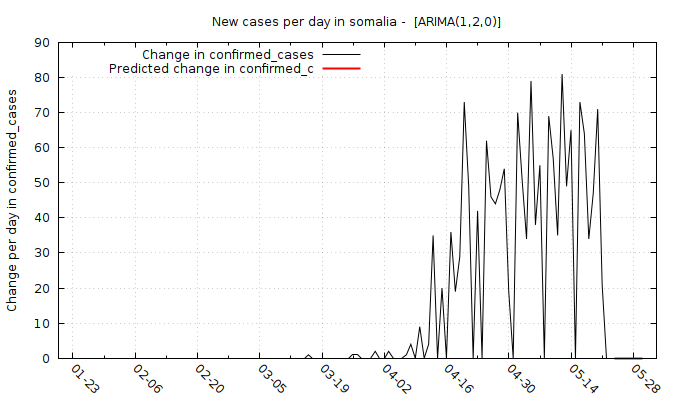 New cases per day in somalia -  [ARIMA(1,2,0)]
Change in confirmed_cases
Predicted change in confirmed_c
Change per day in confirmed_cases
90
80
70
60
50
40
30
20
10
0
01-23 02-06 02-20 03-05 03-19 04-02 04-16 04-30 05-14 05-28